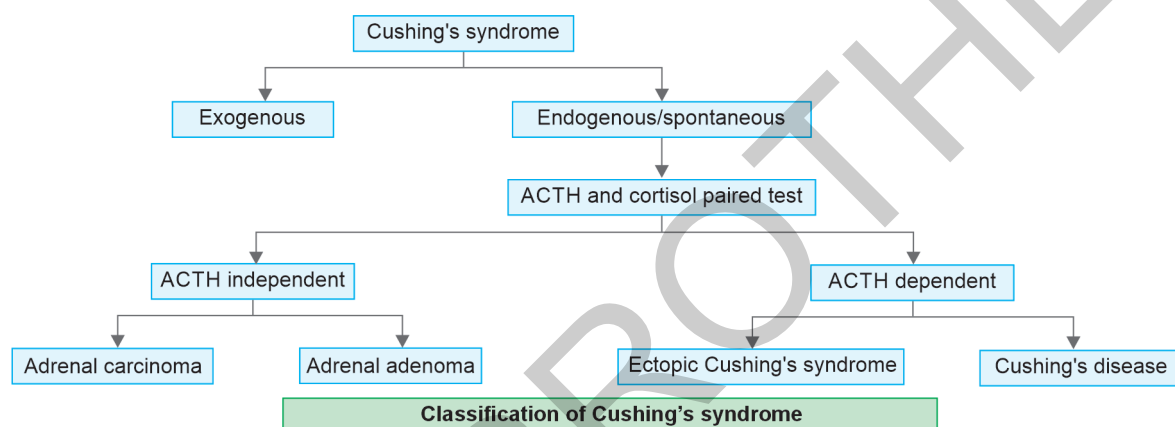 Cushing's syndrome
Exogenous
Endogenous/spontaneous
ACTH and cortisol paired test
ACTH independent
ACTH dependent
Adrenal carcinoma
Adrenal adenoma
Ectopic Cushing's syndrome
Cushing's disease
Classification of Cushing’s syndrome